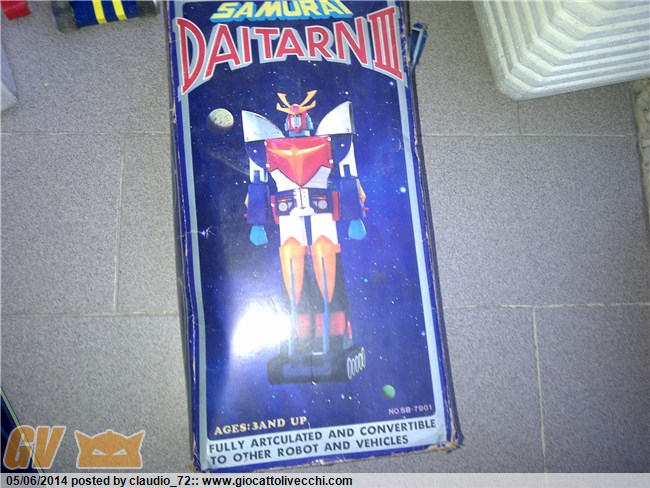 SAMURAI
DAITARN III
NO.SB-7901
AGES:3AND UP
FULLY ARTCULATED AND CONVERTIBLE
TO OTHER ROBOT AND VEHICLES
GV
05/06/2014 posted by claudio_72:: www.giocattolivecchi.com